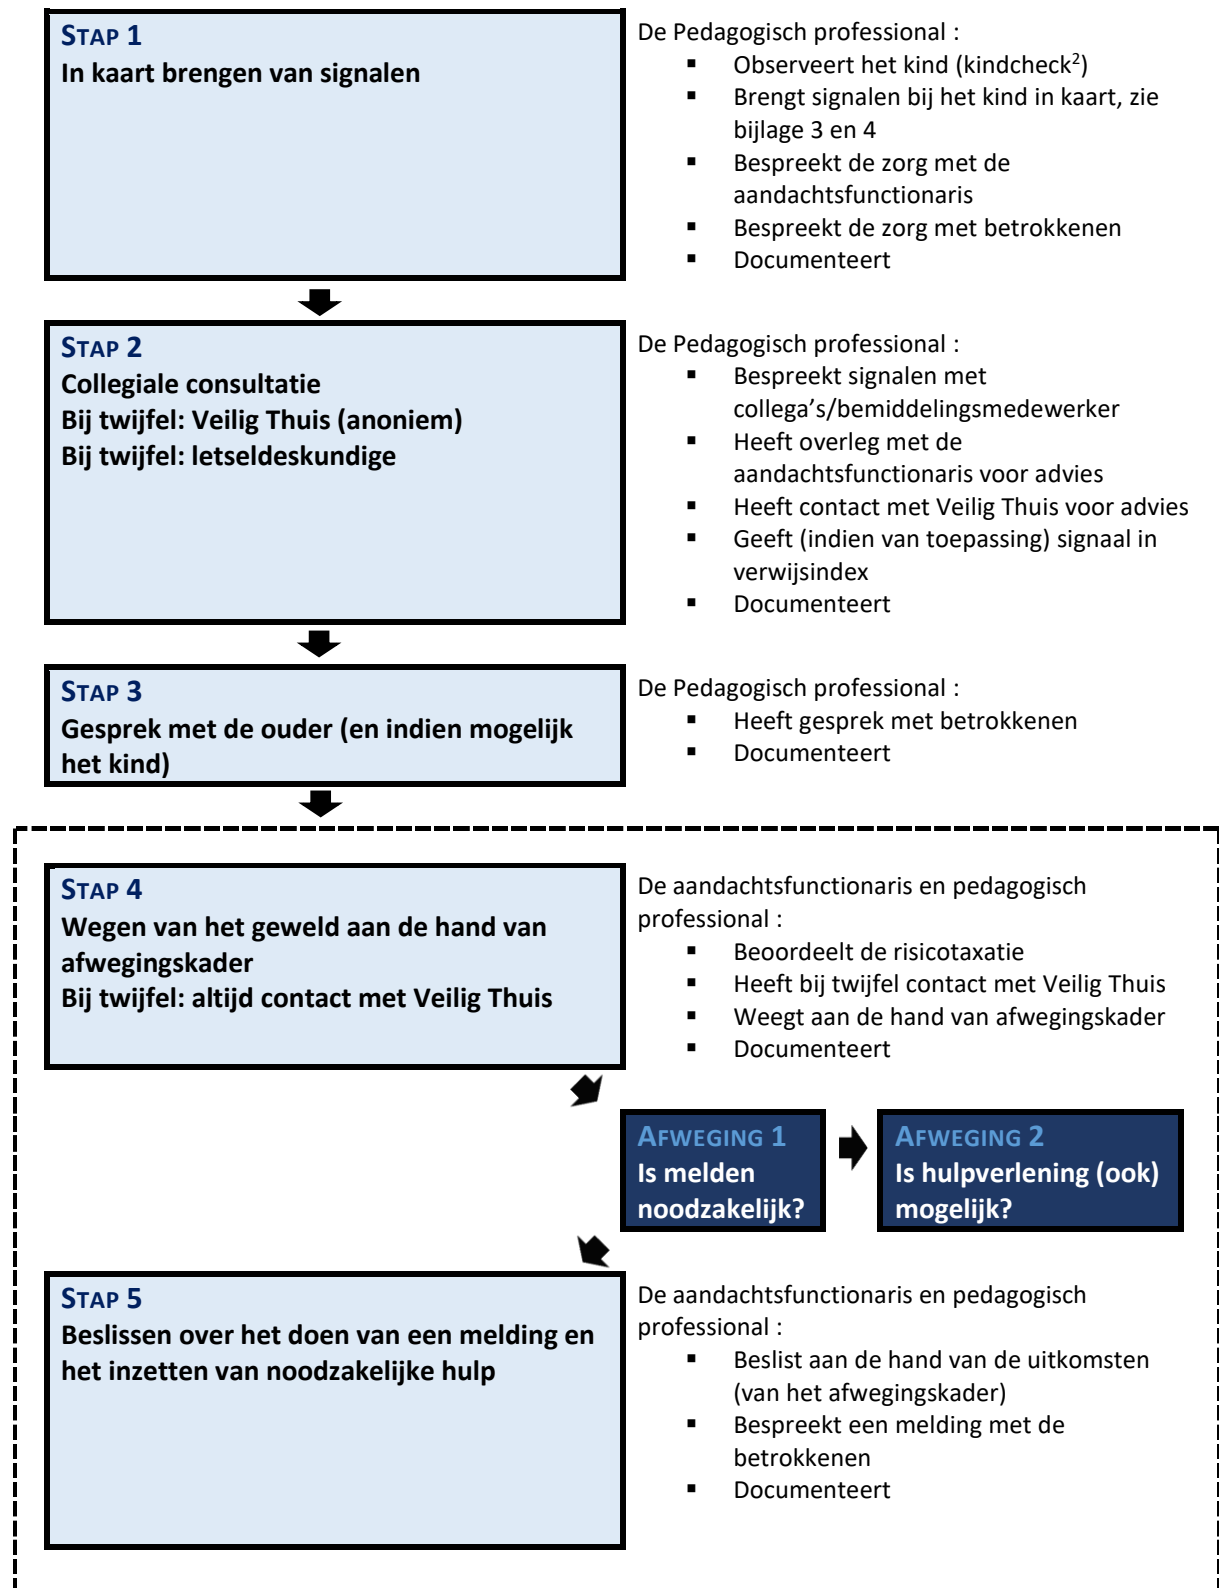 STAP 1
In kaart brengen van signalen
De Pedagogisch professional :
▪ Observeert het kind (kindcheck²)
▪ Brengt signalen bij het kind in kaart, zie
bijlage 3 en 4
▪ Bespreekt de zorg met de
aandachtsfunctionaris
▪ Bespreekt de zorg met betrokkenen
▪ Documenteert
STAP 2
Collegiale consultatie
Bij twijfel: Veilig Thuis (anoniem)
Bij twijfel: letseldeskundige
De Pedagogisch professional :
▪ Bespreekt signalen met
collega’s/bemiddelingsmedewerker
▪ Heeft overleg met de
aandachtsfunctionaris voor advies
▪ Heeft contact met Veilig Thuis voor advies
▪ Geeft (indien van toepassing) signaal in
verwijsindex
▪ Documenteert
STAP 3
Gesprek met de ouder (en indien mogelijk
het kind)
De Pedagogisch professional :
▪ Heeft gesprek met betrokkenen
▪ Documenteert
STAP 4
Wegen van het geweld aan de hand van
afwegingskader
Bij twijfel: altijd contact met Veilig Thuis
De aandachtsfunctionaris en pedagogisch
professional :
▪ Beoordeelt de risicotaxatie
▪ Heeft bij twijfel contact met Veilig Thuis
▪ Weegt aan de hand van afwegingskader
▪ Documenteert
AFWEGING 1
Is melden
noodzakelijk?
AFWEGING 2
Is hulpverlening (ook)
mogelijk?
STAP 5
Beslissen over het doen van een melding en
het inzetten van noodzakelijke hulp
De aandachtsfunctionaris en pedagogisch
professional :
▪ Beslist aan de hand van de uitkomsten
(van het afwegingskader)
▪ Bespreekt een melding met de
betrokkenen
▪ Documenteert